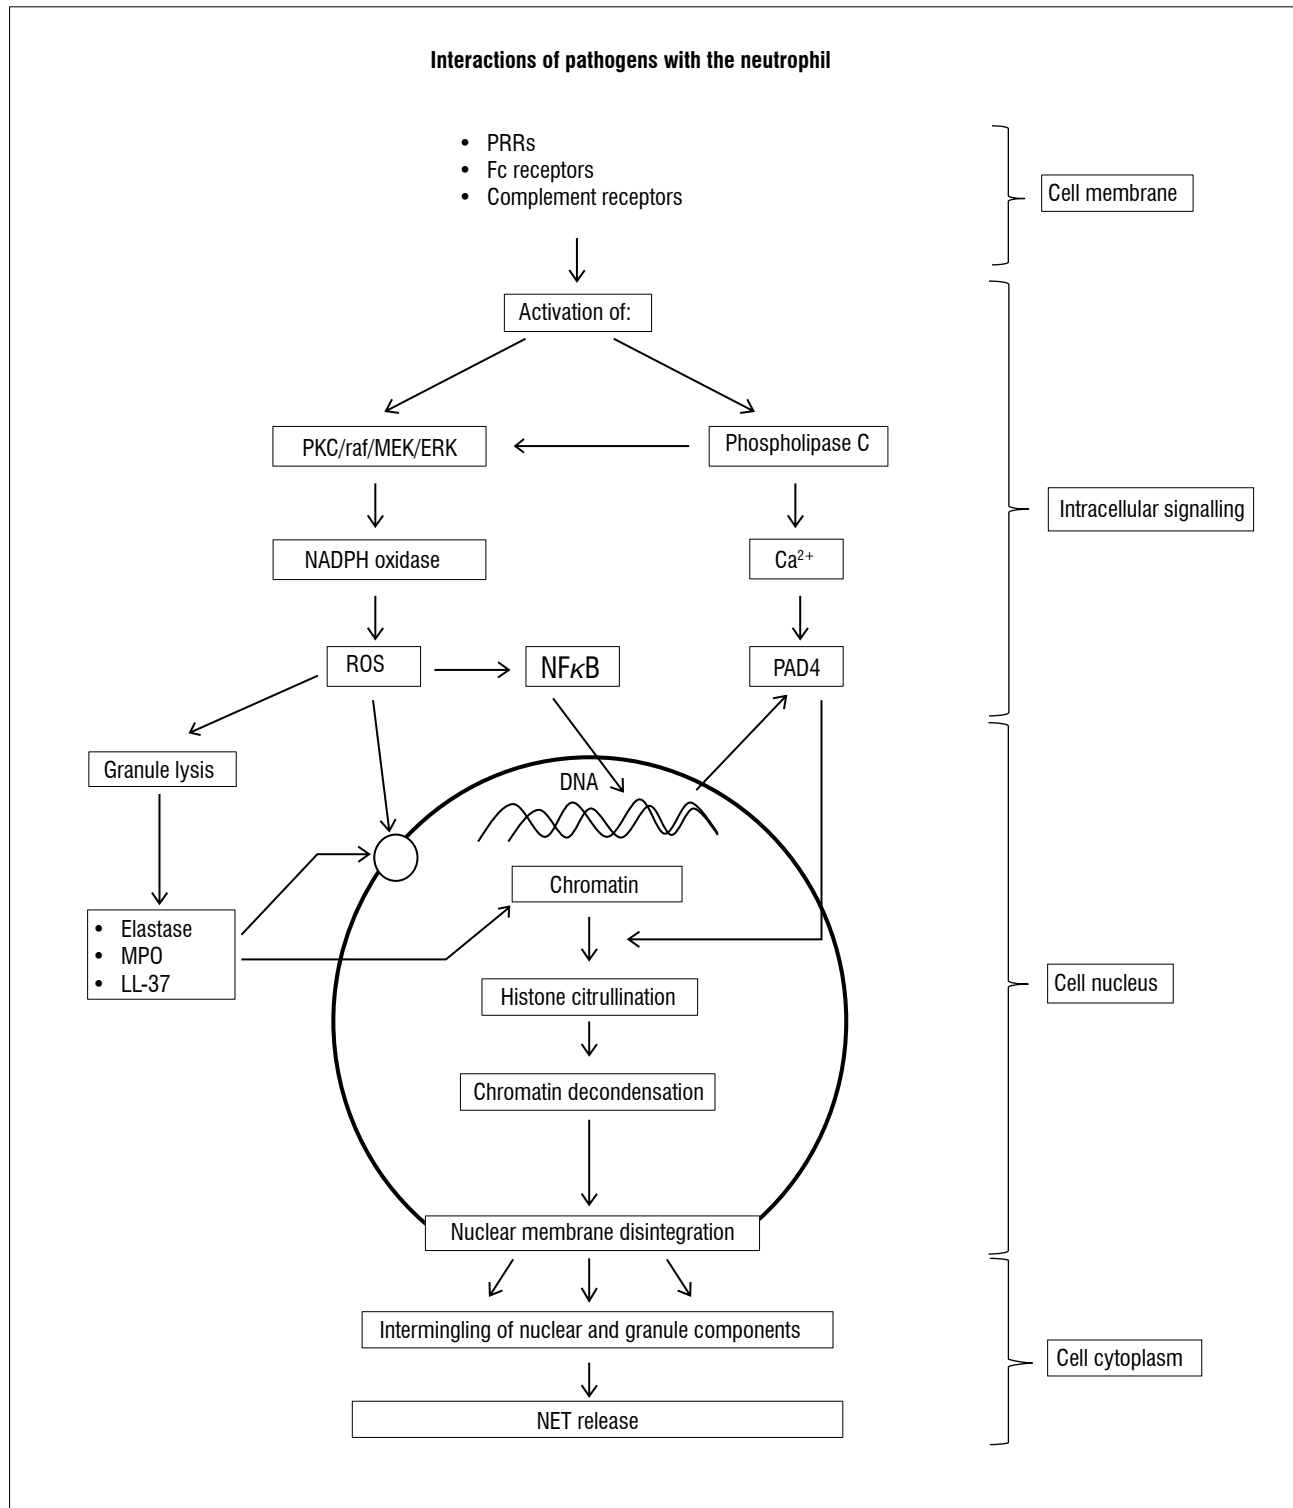 Interactions of pathogens with the neutrophil
• PRRs
• Fc receptors
• Complement receptors
Cell membrane
Activation of:
PKC/raf/MEK/ERK
Phospholipase C
Intracellular signalling
NADPH oxidase
Ca²⁺
ROS
NFκB
PAD4
Granule lysis
DNA
Chromatin
• Elastase
• MPO
• LL-37
Histone citrullination
Cell nucleus
Chromatin decondensation
Nuclear membrane disintegration
Intermingling of nuclear and granule components
Cell cytoplasm
NET release